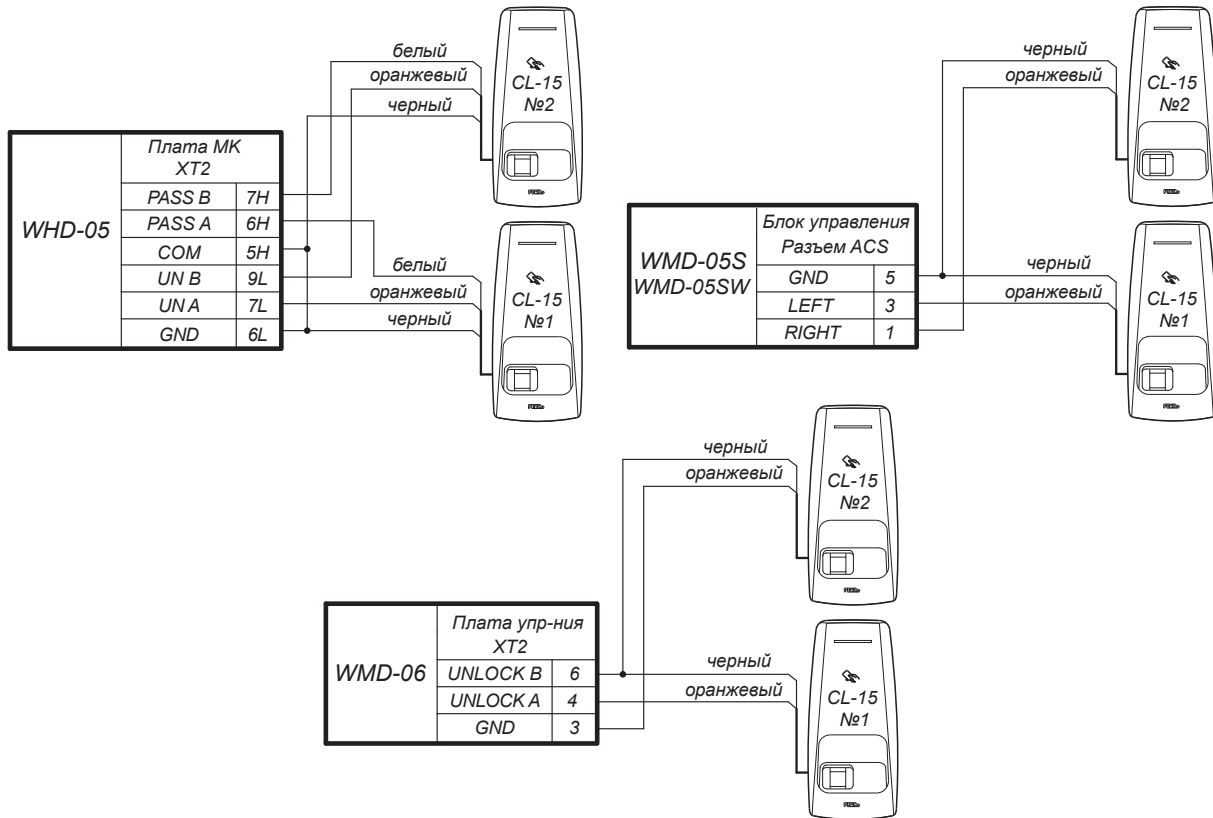 белый
оранжевый
черный
CL-15
№2
WHD-05
Плата МК
XT2
PASS B 7H
PASS A 6H
COM 5H
UN B 9L
UN A 7L
GND 6L
белый
оранжевый
черный
CL-15
№1
черный
оранжевый
CL-15
№2
WMD-05S
WMD-05SW
Блок управления
Разъем ACS
GND 5
LEFT 3
RIGHT 1
черный
оранжевый
CL-15
№1
черный
оранжевый
CL-15
№2
WMD-06
Плата упр-ния
XT2
UNLOCK B 6
UNLOCK A 4
GND 3
черный
оранжевый
CL-15
№1